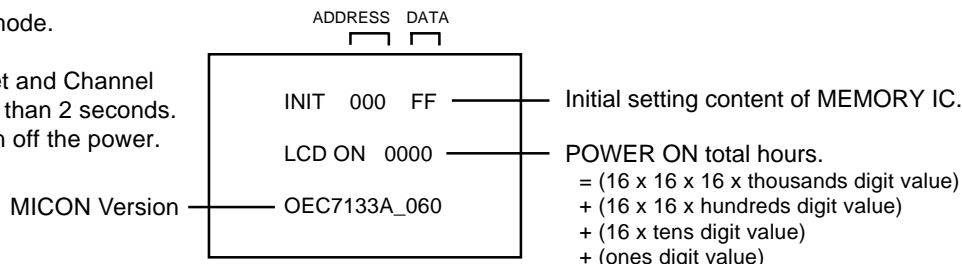 node.
et and Channel
than 2 seconds.
off the power.
ADDRESS DATA
INIT 000 FF
LCD ON 0000
OEC7133A_060
MICON Version
Initial setting content of MEMORY IC.
POWER ON total hours.
= (16 x 16 x 16 x thousands digit value)
+ (16 x 16 x hundreds digit value)
+ (16 x tens digit value)
+ (ones digit value)